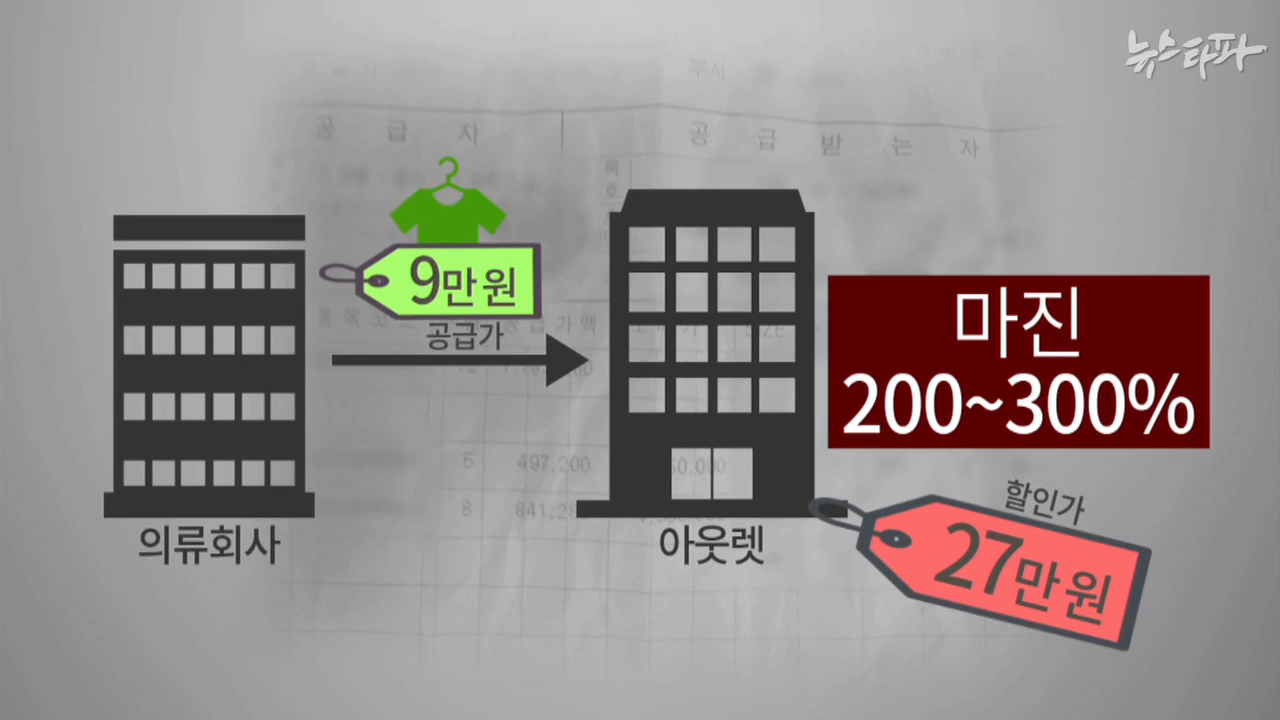 뉴스타파
공 급 자
공 급 받 는 자
9만원
공급가
마진
200~300%
5 497,200
8
할인가
27만원
의류회사
아웃렛